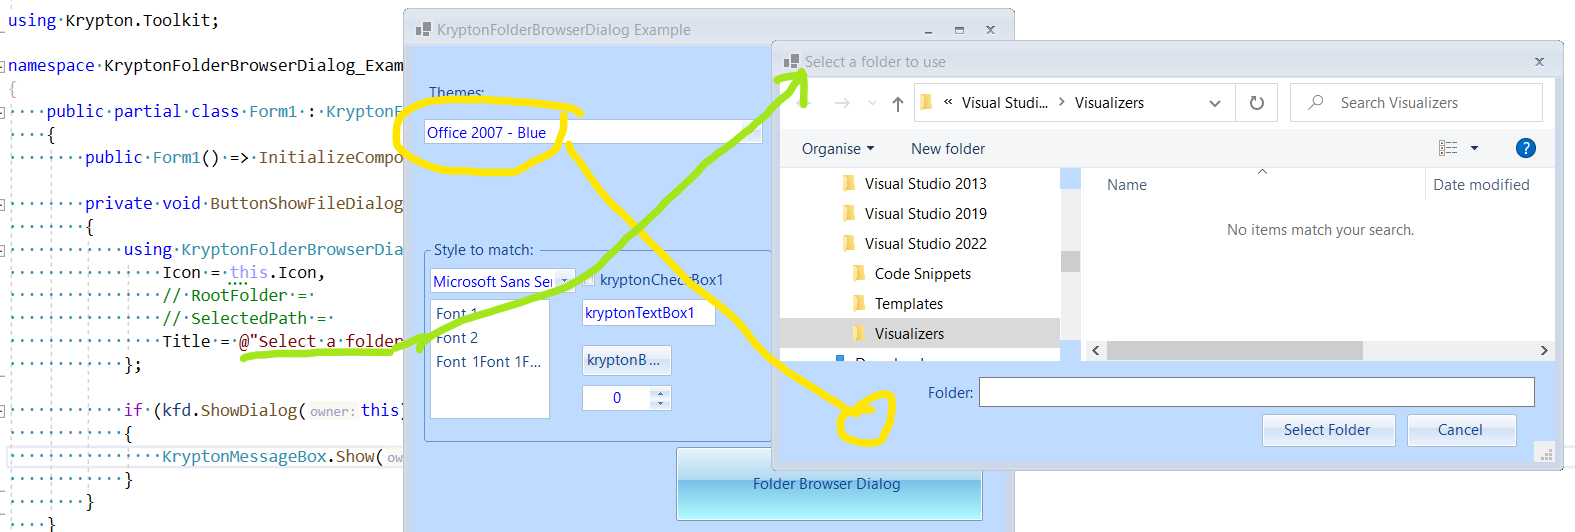 using Krypton.Toolkit;
namespace KryptonFolderBrowserDialog_Exam
{
public partial class Form1 : KryptonF
{
public Form1() => InitializeCompo
private void ButtonShowFileDialog
{
using KryptonFolderBrowserDia
Icon = this.Icon,
// RootFolder =
// SelectedPath =
Title = @"Select a folder
};
if (kfd.ShowDialog(owner: this)
{
KryptonMessageBox.Show(
}
}
}
KryptonFolderBrowserDialog Example
Themes:
Office 2007 - Blue
Style to match:
Microsoft Sans Se
kryptonCheckBox1
Font 1
Font 2
Font 1Font 1F...
kryptonTextBox1
kryptonB ...
0
Folder Browser Dialog
Select a folder to use
« Visual Studi... > Visualizers
Search Visualizers
Organise
New folder
?
Visual Studio 2013
Visual Studio 2019
Visual Studio 2022
Code Snippets
Templates
Visualizers
Name
Date modified
No items match your search.
Folder:
Select Folder
Cancel